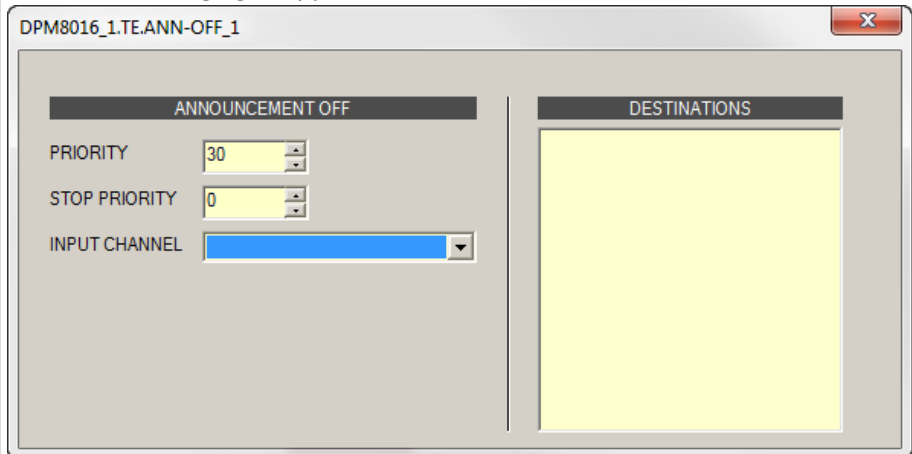 DPM8016_1.TE.ANN-OFF_1
ANNOUNCEMENT OFF
PRIORITY 30
STOP PRIORITY 0
INPUT CHANNEL
DESTINATIONS